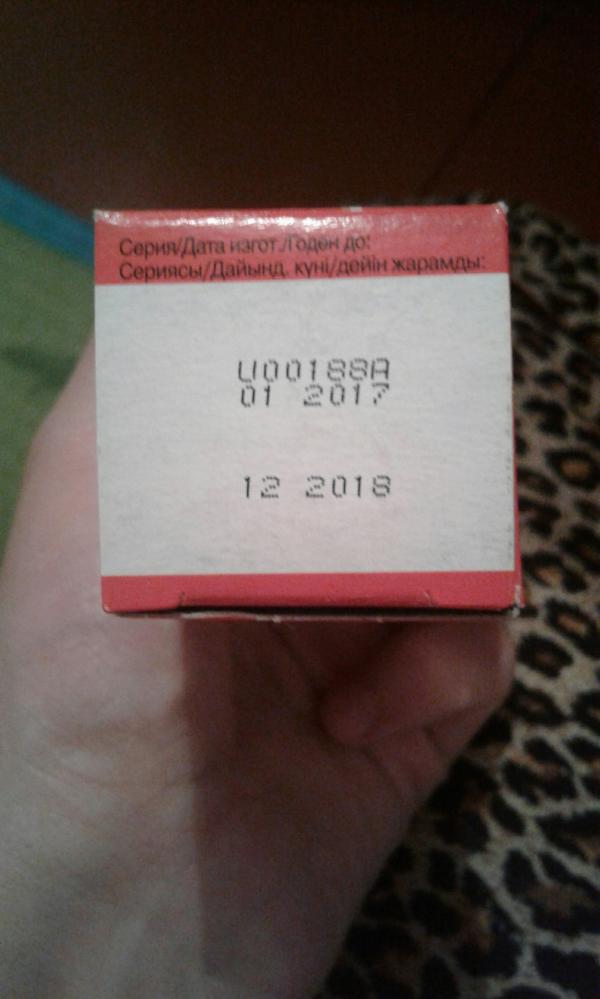 Серия/Дата изгот./Годен до:
Сериясы/Дайынд. күні/дейін жарамды:
U00188A
01 2017
12 2018